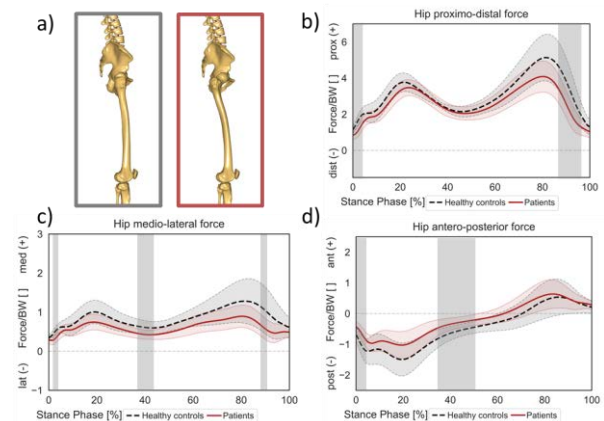 a)
b)
Hip proximo-distal force
prox (+)
Force/BW [ ]
dist (-)
6
4
2
0
0 20 40 60 80 100
Stance Phase [%]
Healthy controls
Patients
c)
Hip medio-lateral force
med (+)
Force/BW [ ]
lat (-)
3
2
1
0
−1
0 20 40 60 80 100
Stance Phase [%]
Healthy controls
Patients
d)
Hip antero-posterior force
ant (+)
Force/BW [ ]
post (-)
2
1
0
−1
−2
0 20 40 60 80 100
Stance Phase [%]
Healthy controls
Patients